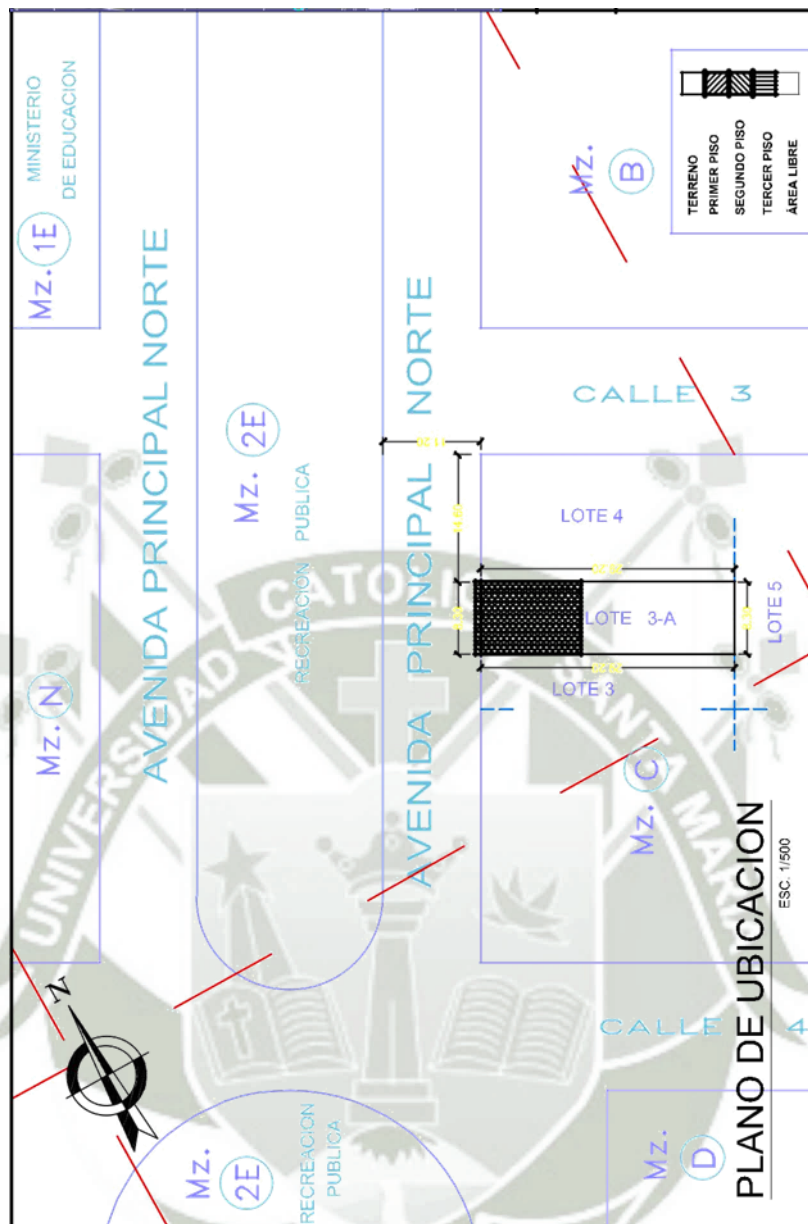 MINISTERIO
DE EDUCACION
Mz. 1E
AVENIDA PRINCIPAL NORTE
Mz. 2E
RECREACION PUBLICA
AVENIDA PRINCIPAL NORTE
Mz. B
TERRENO
PRIMER PISO
SEGUNDO PISO
TERCER PISO
ÁREA LIBRE
CALLE 3
11.20
LOTE 4
LOTE 3-A
LOTE 5
LOTE 3
Mz. N
Mz. C
UNIVERSIDAD CATOLICA SANTA MARIA
N
CALLE 4
Mz. 2E
RECREACION
PUBLICA
Mz. D
PLANO DE UBICACION
ESC. 1/500